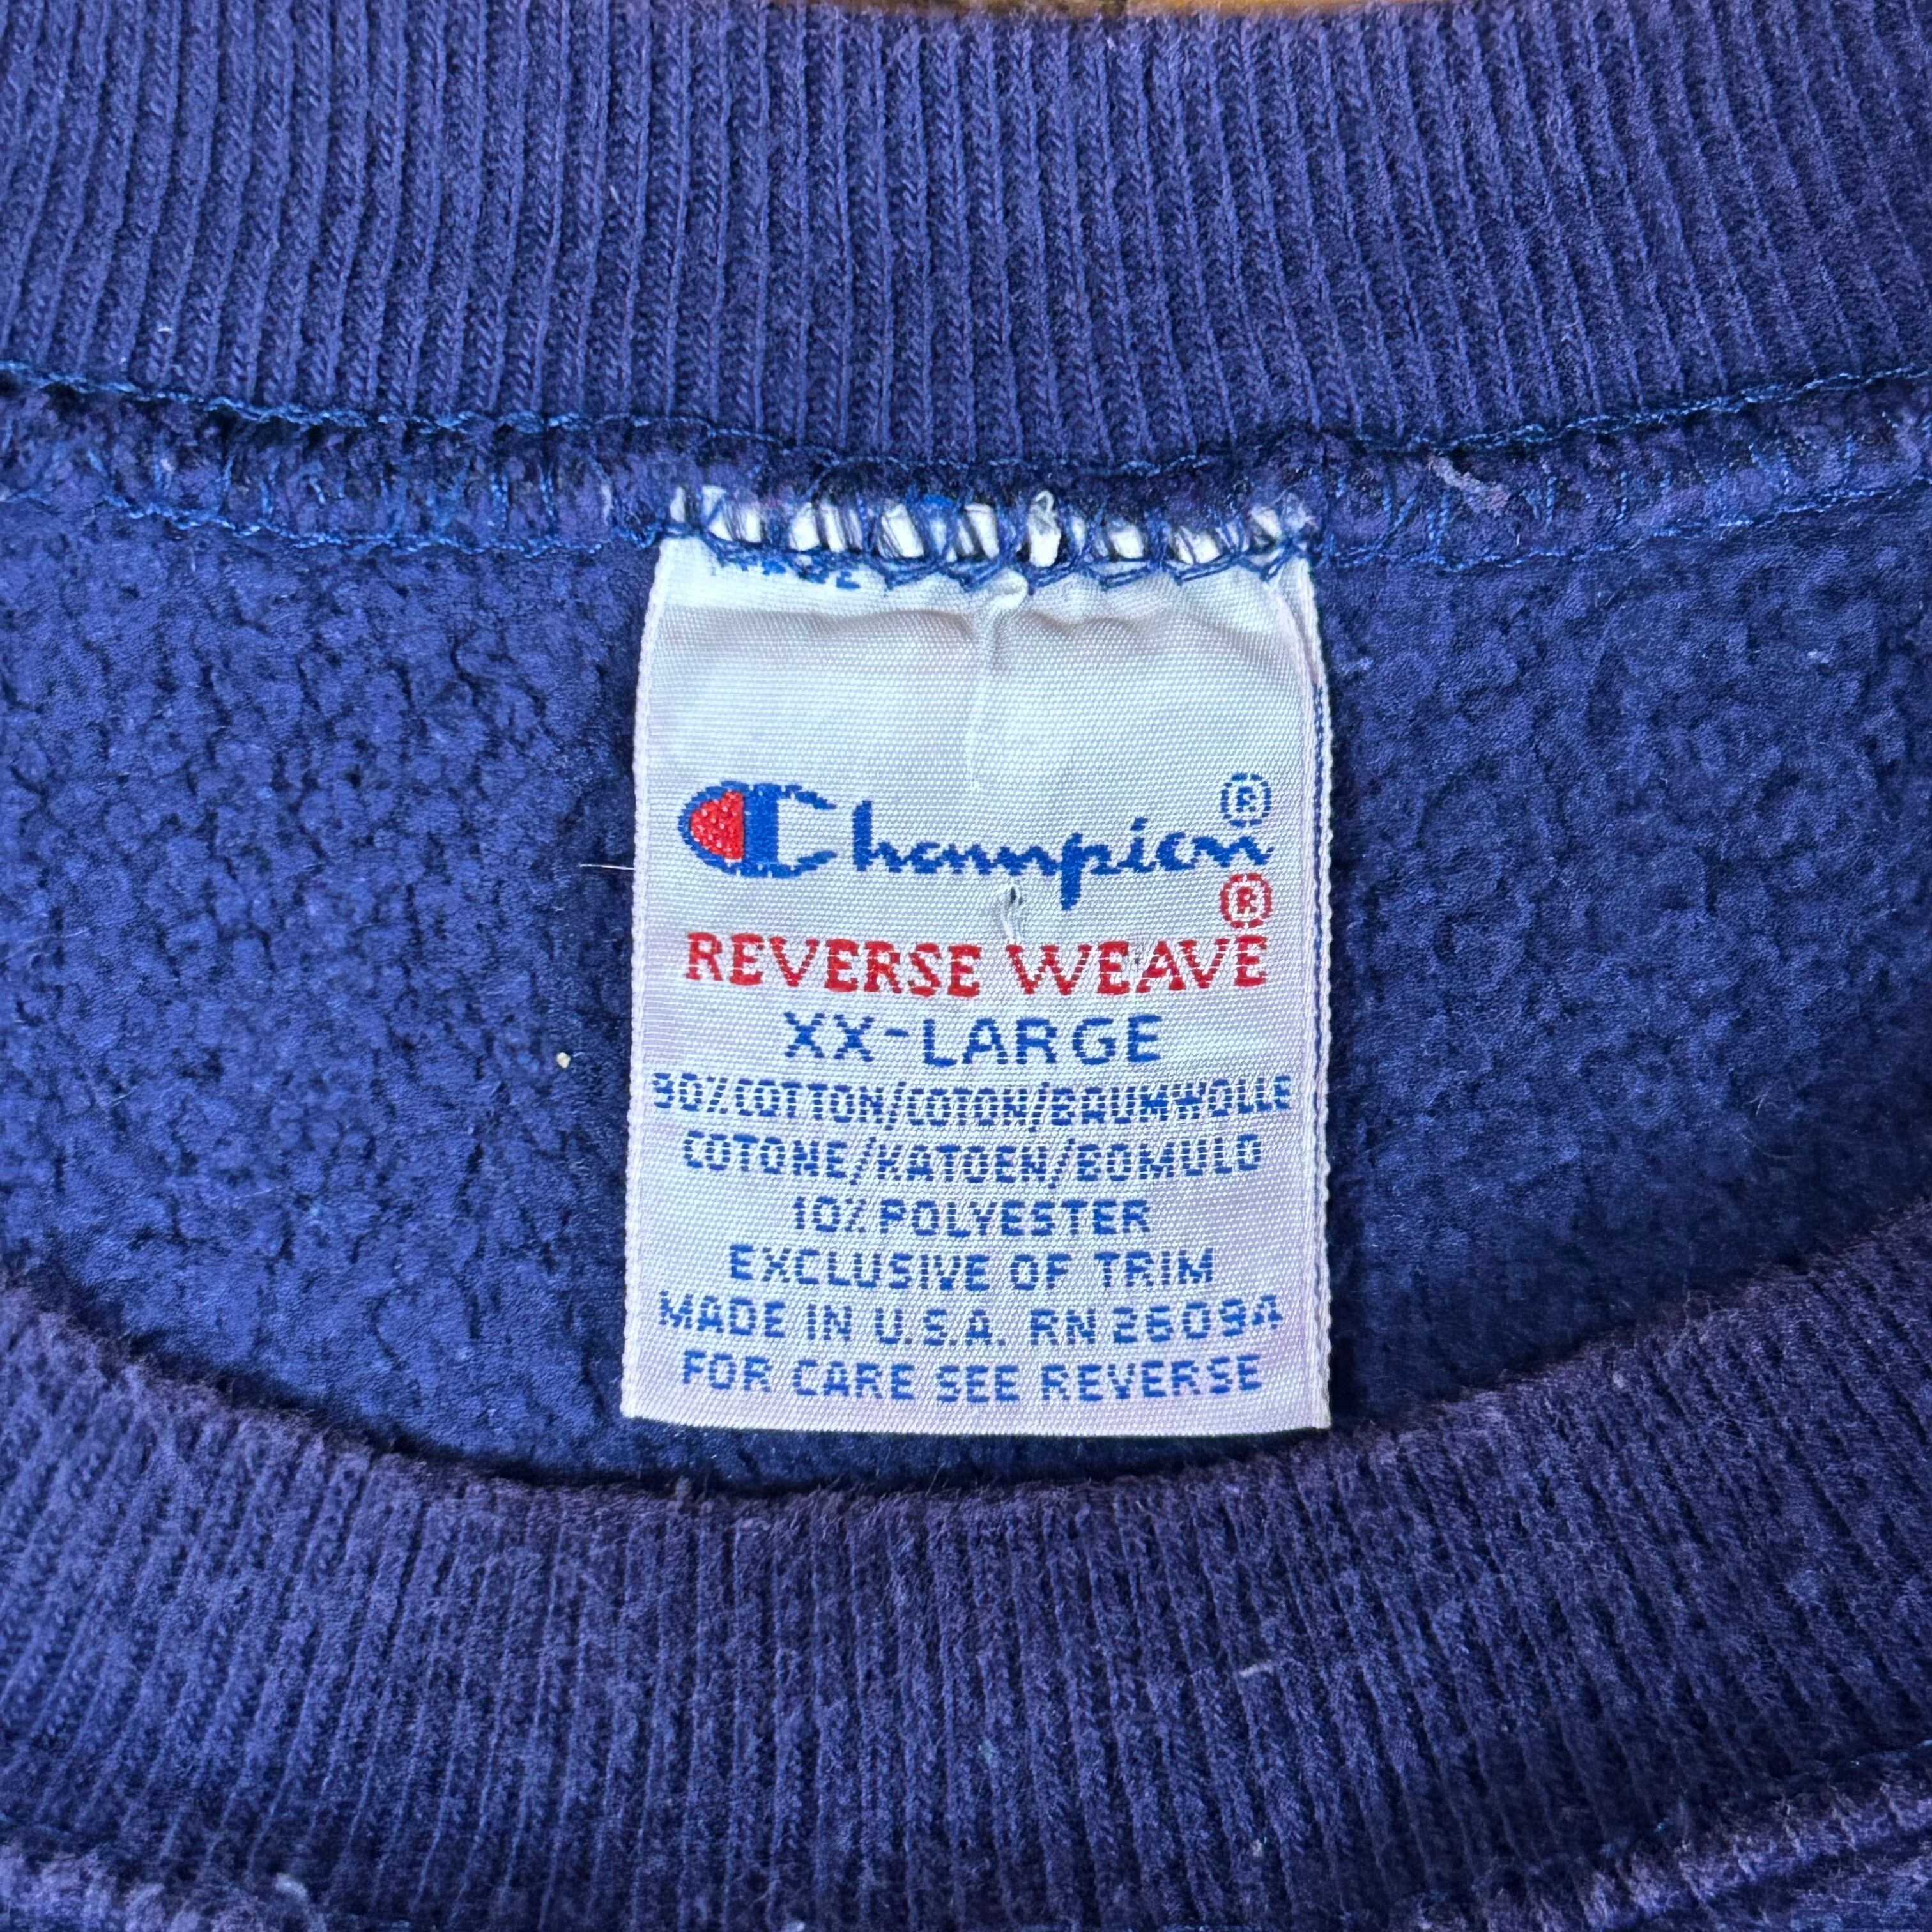 Champion®
REVERSE WEAVE®
XX-LARGE
90% COTTON/COTON/BAUMWOLLE
COTONE/KATOEN/BOMULD
10% POLYESTER
EXCLUSIVE OF TRIM
MADE IN U.S.A. RN 26094
FOR CARE SEE REVERSE